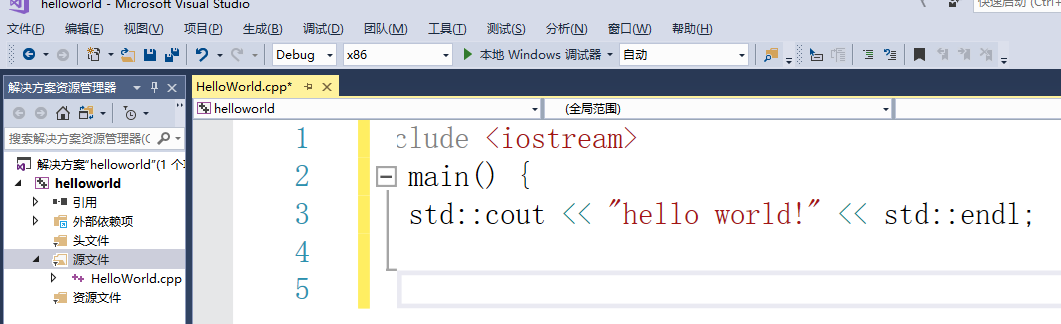 helloworld - Microsoft Visual Studio
快速启动 (Ctrl+
文件(F) 编辑(E) 视图(V) 项目(P) 生成(B) 调试(D) 团队(M) 工具(T) 测试(S) 分析(N) 窗口(W) 帮助(H)
Debug x86 本地 Windows 调试器 自动
解决方案资源管理器
HelloWorld.cpp*
helloworld (全局范围)
搜索解决方案资源管理器(C
解决方案"helloworld"(1 个项
helloworld
引用
外部依赖项
头文件
源文件
HelloWorld.cpp
资源文件
1 clude <iostream>
2 main() {
3 std::cout << "hello world!" << std::endl;
4
5